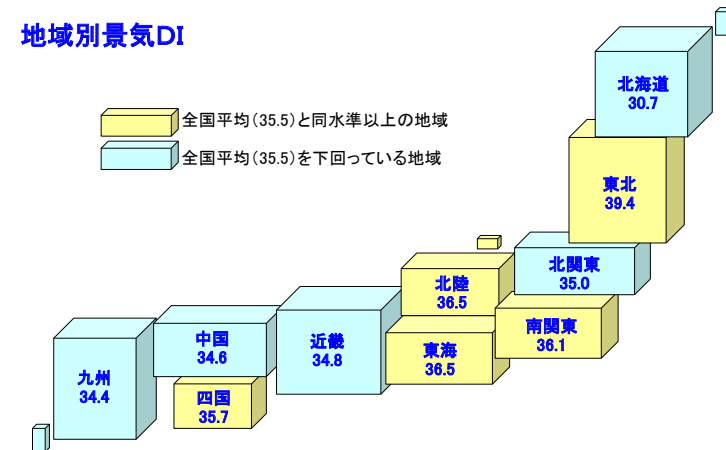 地域別景気DI
全国平均（35.5）と同水準以上の地域
全国平均（35.5）を下回っている地域
北海道
30.7
東北
39.4
北関東
35.0
北陸
36.5
南関東
36.1
東海
36.5
近畿
34.8
中国
34.6
四国
35.7
九州
34.4